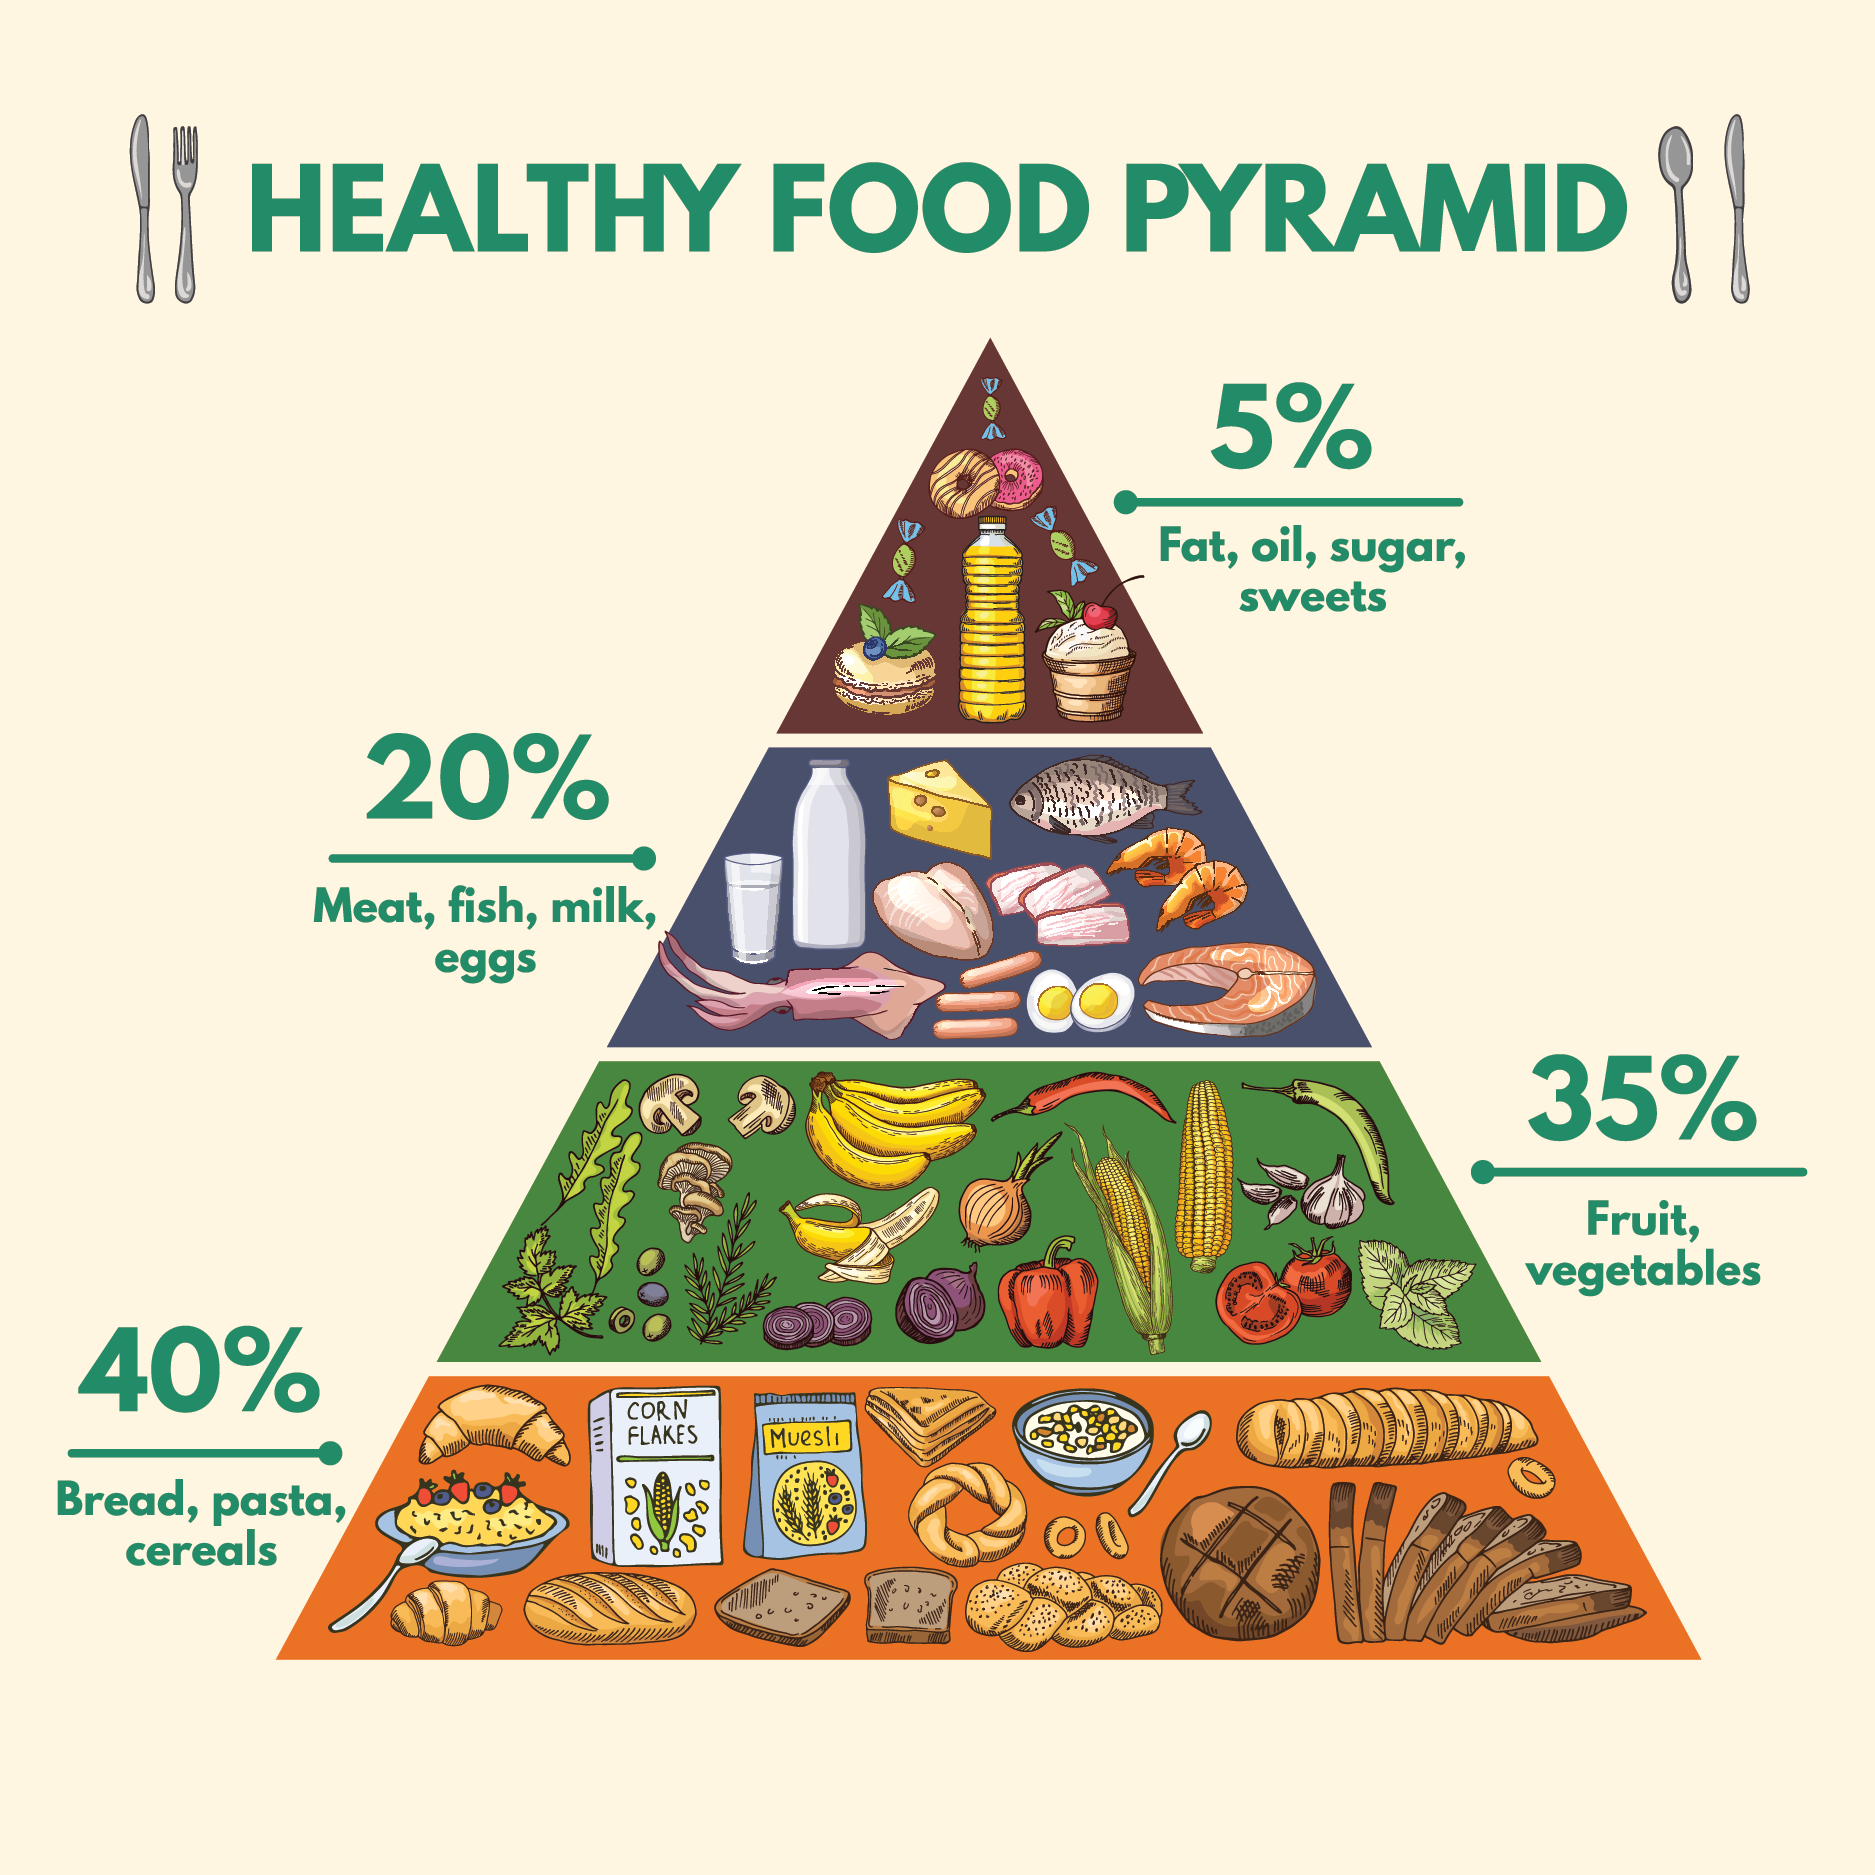 HEALTHY FOOD PYRAMID
5%
Fat, oil, sugar,
sweets
20%
Meat, fish, milk,
eggs
35%
Fruit,
vegetables
40%
Bread, pasta,
cereals
CORN
FLAKES
Muesli